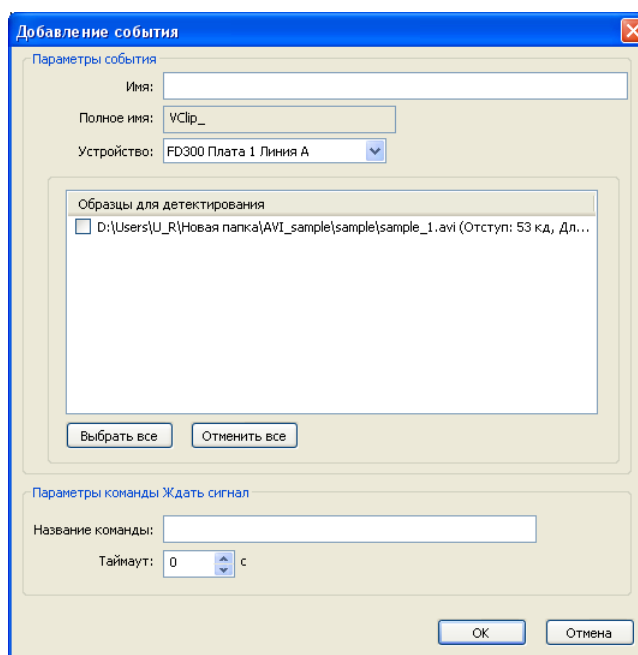 Добавление события
Параметры события
Имя:
Полное имя: VClip_
Устройство: FD300 Плата 1 Линия А
Образцы для детектирования
D:\Users\U_R\Новая папка\AVI_sample\sample\sample_1.avi (Отступ: 53 кд, Дл...
Выбрать все Отменить все
Параметры команды Ждать сигнал
Название команды:
Таймаут: 0 с
OK Отмена